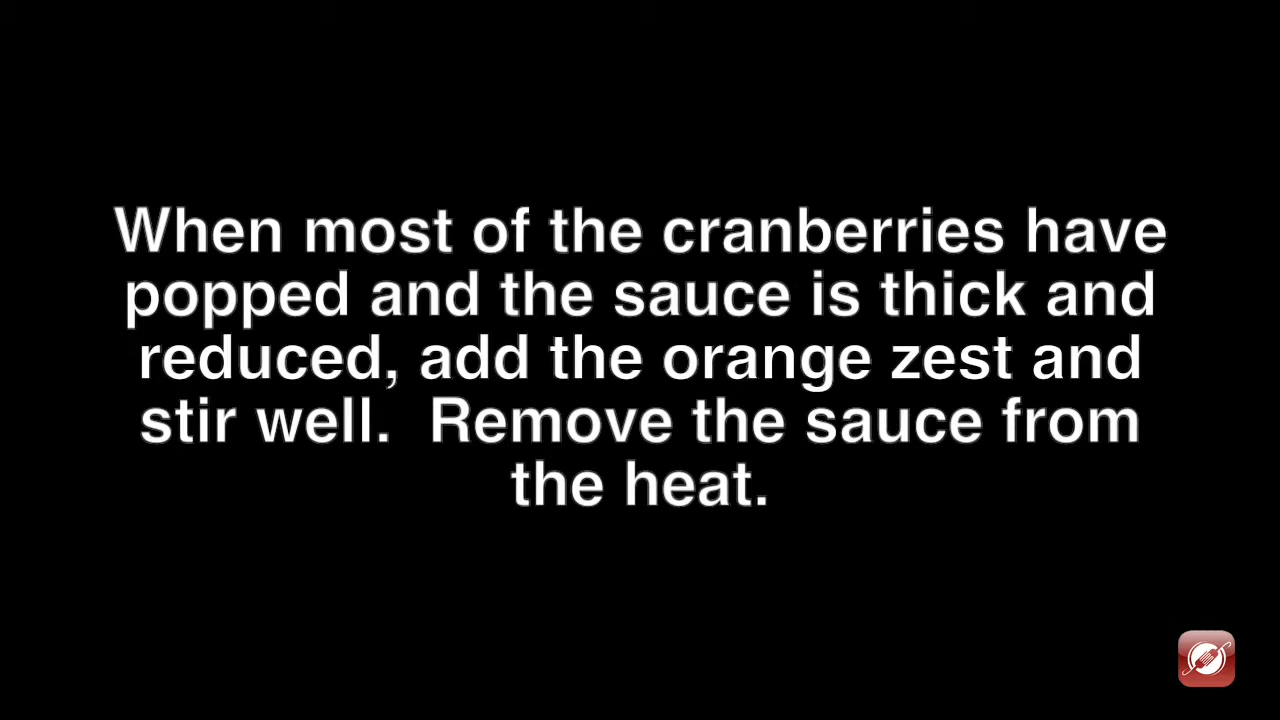 When most of the cranberries have
popped and the sauce is thick and
reduced, add the orange zest and
stir well.  Remove the sauce from
the heat.